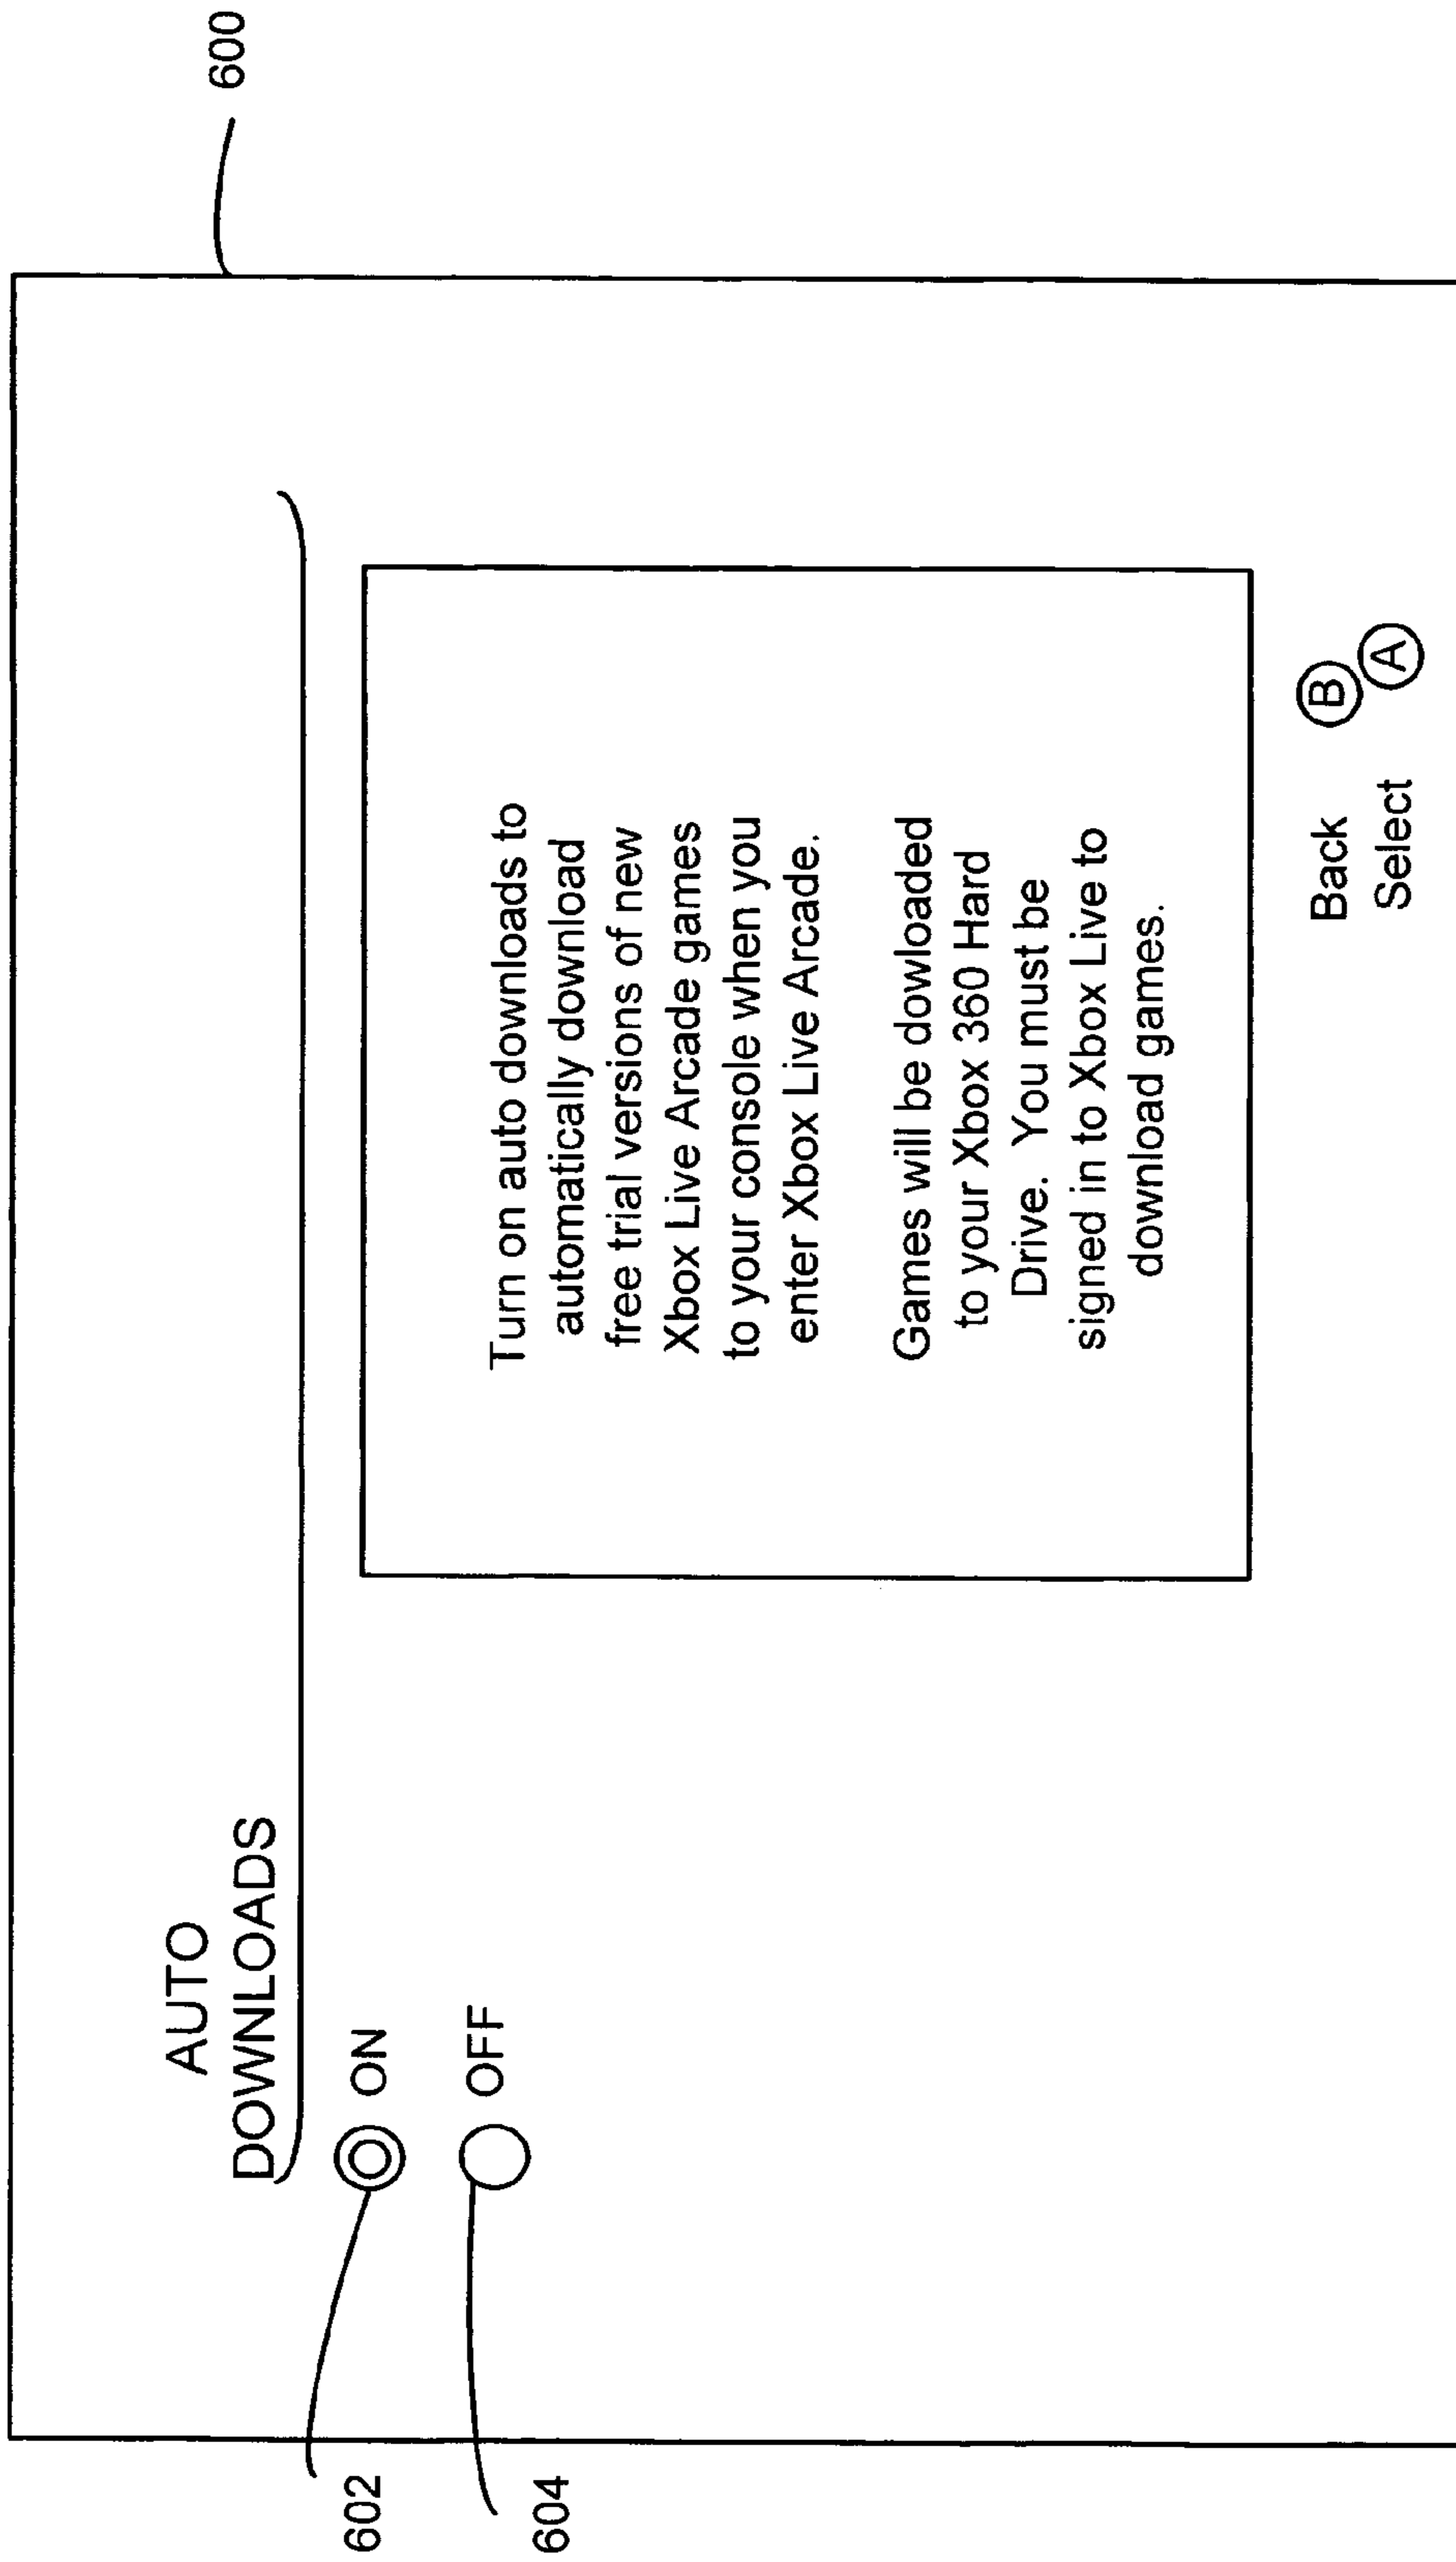 600
AUTO
DOWNLOADS
602
ON
604
OFF
Turn on auto downloads to
automatically download
free trial versions of new
Xbox Live Arcade games
to your console when you
enter Xbox Live Arcade.
Games will be dowloaded
to your Xbox 360 Hard
Drive. You must be
signed in to Xbox Live to
download games.
Back B
Select A